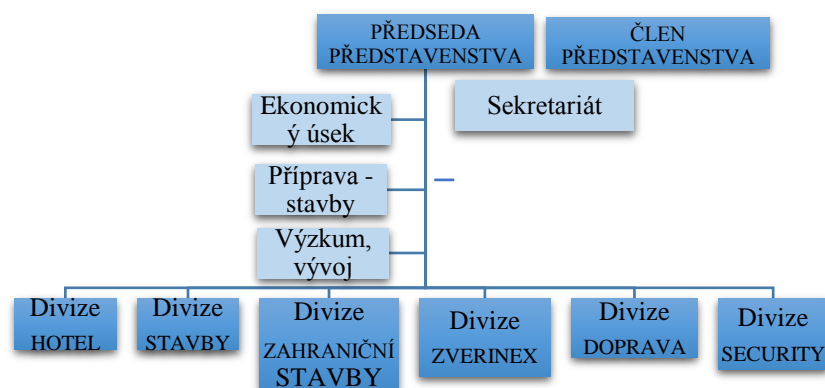 PŘEDSEDA
PŘEDSTAVENSTVA
ČLEN
PŘEDSTAVENSTVA
Ekonomick
ý úsek
Sekretariát
Příprava -
stavby
Výzkum,
vývoj
Divize
HOTEL
Divize
STAVBY
Divize
ZAHRANIČNÍ
STAVBY
Divize
ZVERINEX
Divize
DOPRAVA
Divize
SECURITY